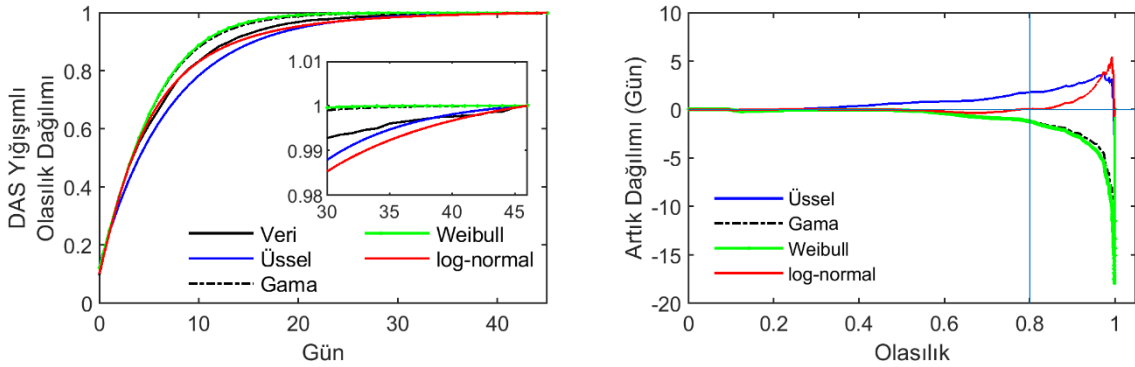 DAS Yığışımlı
Olasılık Dağılımı
1
0.8
0.6
0.4
0.2
0
0 10 20 30 40
Gün
1.01
1
0.99
0.98
30 35 40 45
Veri
Üssel
Gama
Weibull
log-normal
Artık Dağılımı (Gün)
10
5
0
-5
-10
-15
-20
0 0.2 0.4 0.6 0.8 1
Olasılık
Üssel
Gama
Weibull
log-normal